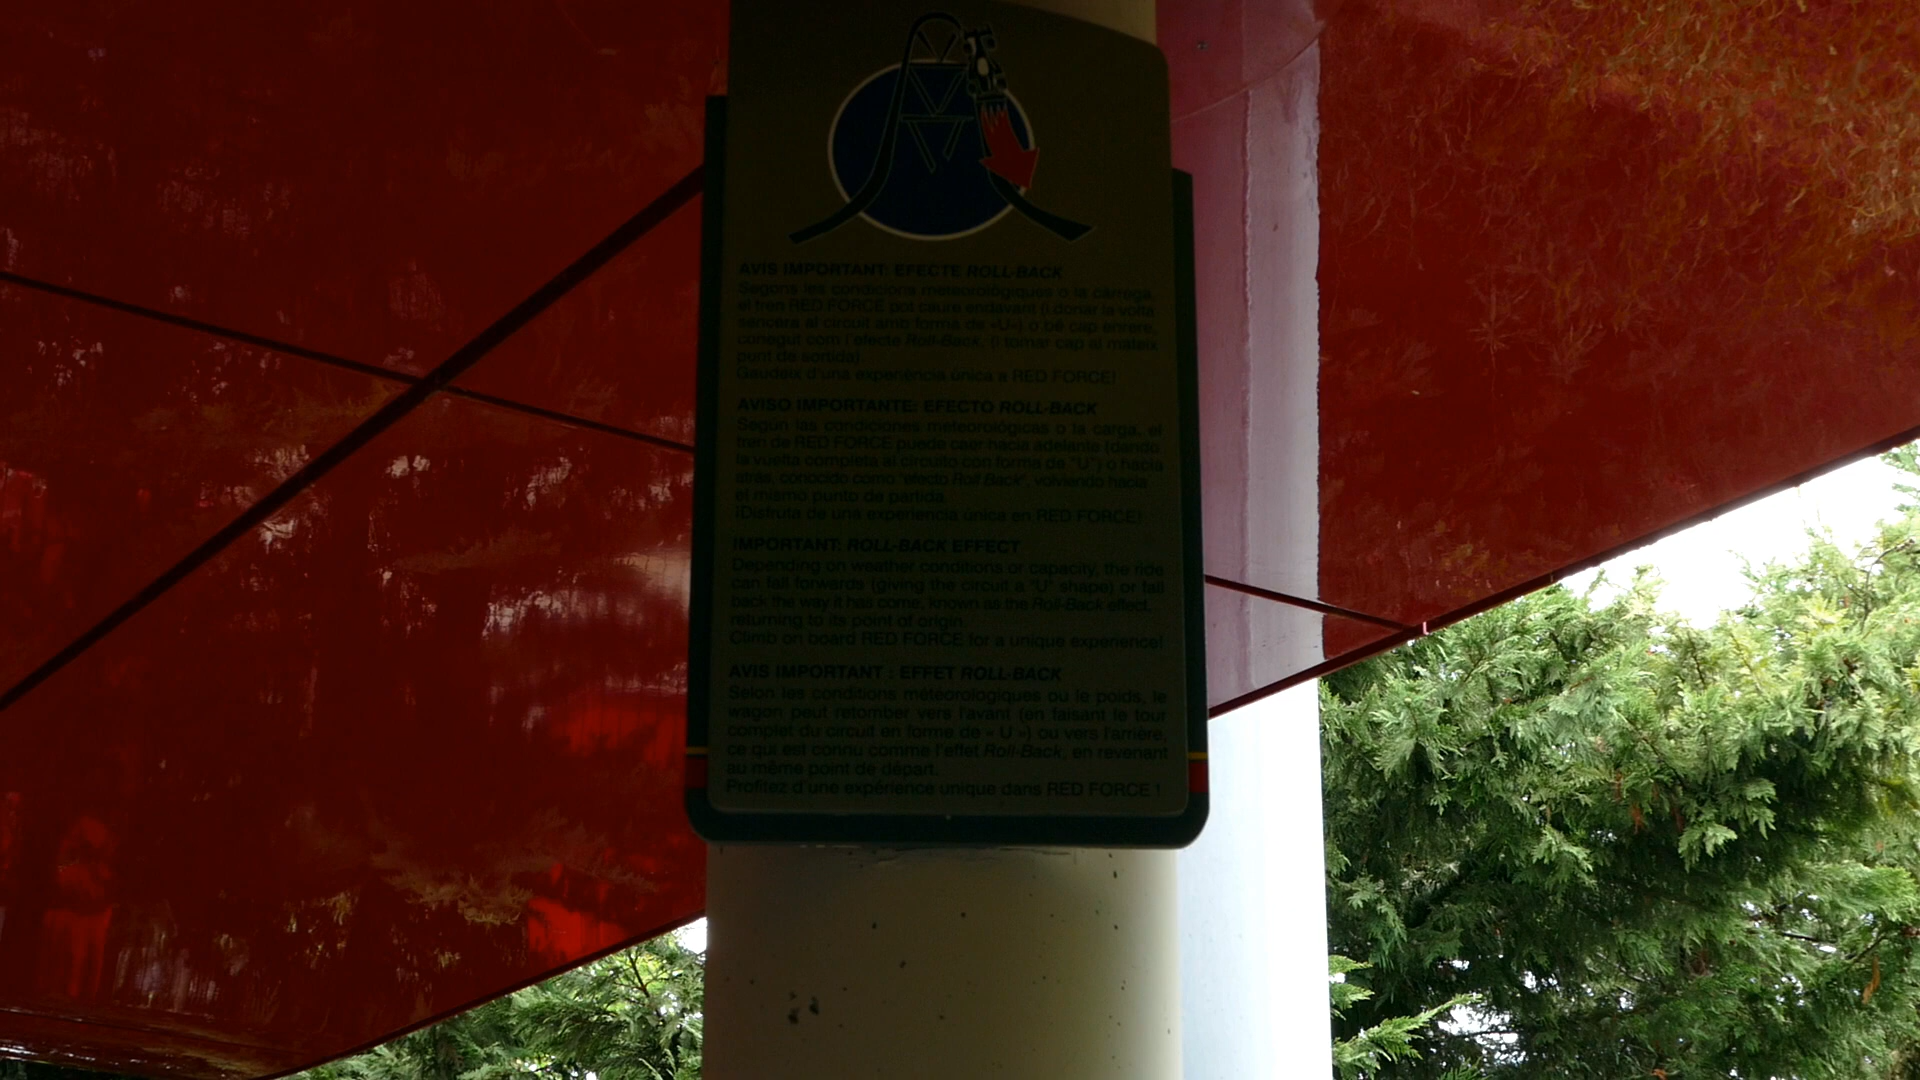 AVIS IMPORTANT: EFECTE ROLL-BACK
Segons les condicions meteorològiques o la càrrega,
el tren RED FORCE pot caure endavant (i donar la volta
sencera al circuit amb forma de «U») o bé cap enrere,
conegut com l'efecte Roll-Back, (i tornar cap al mateix
punt de sortida).
Gaudeix d'una experiència única a RED FORCE!
AVISO IMPORTANTE: EFECTO ROLL-BACK
Según las condiciones meteorológicas o la carga, el
tren de RED FORCE puede caer hacia adelante (dando
la vuelta completa al circuito con forma de "U") o hacia
atrás, conocido como "efecto Roll Back", volviendo hacia
el mismo punto de partida.
¡Disfruta de una experiencia única en RED FORCE!
IMPORTANT: ROLL-BACK EFFECT
Depending on weather conditions or capacity, the ride
can fall forwards (giving the circuit a "U" shape) or fall
back the way it has come, known as the Roll-Back effect,
returning to its point of origin.
Climb on board RED FORCE for a unique experience!
AVIS IMPORTANT : EFFET ROLL-BACK
Selon les conditions météorologiques ou le poids, le
wagon peut retomber vers l'avant (en faisant le tour
complet du circuit en forme de « U ») ou vers l'arrière,
ce qui est connu comme l'effet Roll-Back, en revenant
au même point de départ.
Profitez d'une expérience unique dans RED FORCE !